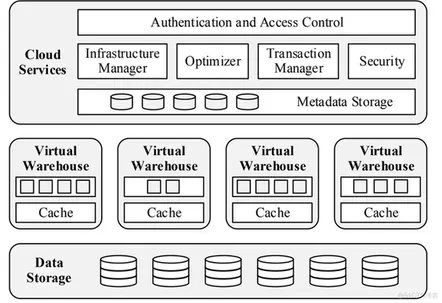 Authentication and Access Control
Cloud
Services
Infrastructure
Manager
Optimizer
Transaction
Manager
Security
Metadata Storage
Virtual
Warehouse
Cache
Virtual
Warehouse
Cache
Virtual
Warehouse
Cache
Virtual
Warehouse
Cache
Data
Storage